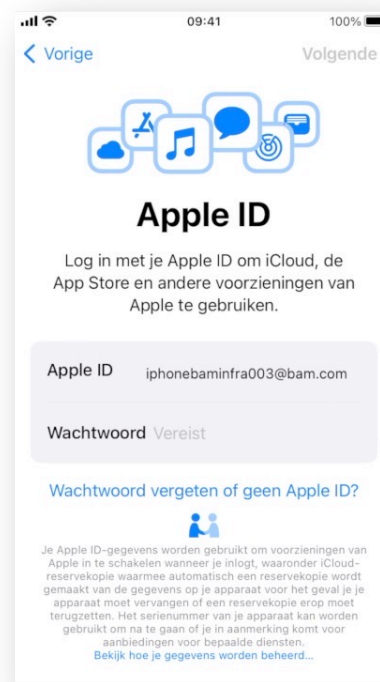 09:41 100%
Vorige Volgende
Apple ID
Log in met je Apple ID om iCloud, de
App Store en andere voorzieningen van
Apple te gebruiken.
Apple ID iphonebaminfra003@bam.com
Wachtwoord Vereist
Wachtwoord vergeten of geen Apple ID?
Je Apple ID-gegevens worden gebruikt om voorzieningen van
Apple in te schakelen wanneer je inlogt, waaronder iCloud-
reservekopie waarmee automatisch een reservekopie wordt
gemaakt van de gegevens op je apparaat voor het geval je je
apparaat moet vervangen of een reservekopie erop moet
terugzetten. Het serienummer van je apparaat kan worden
gebruikt om na te gaan of je in aanmerking komt voor
aanbiedingen voor bepaalde diensten.
Bekijk hoe je gegevens worden beheerd...